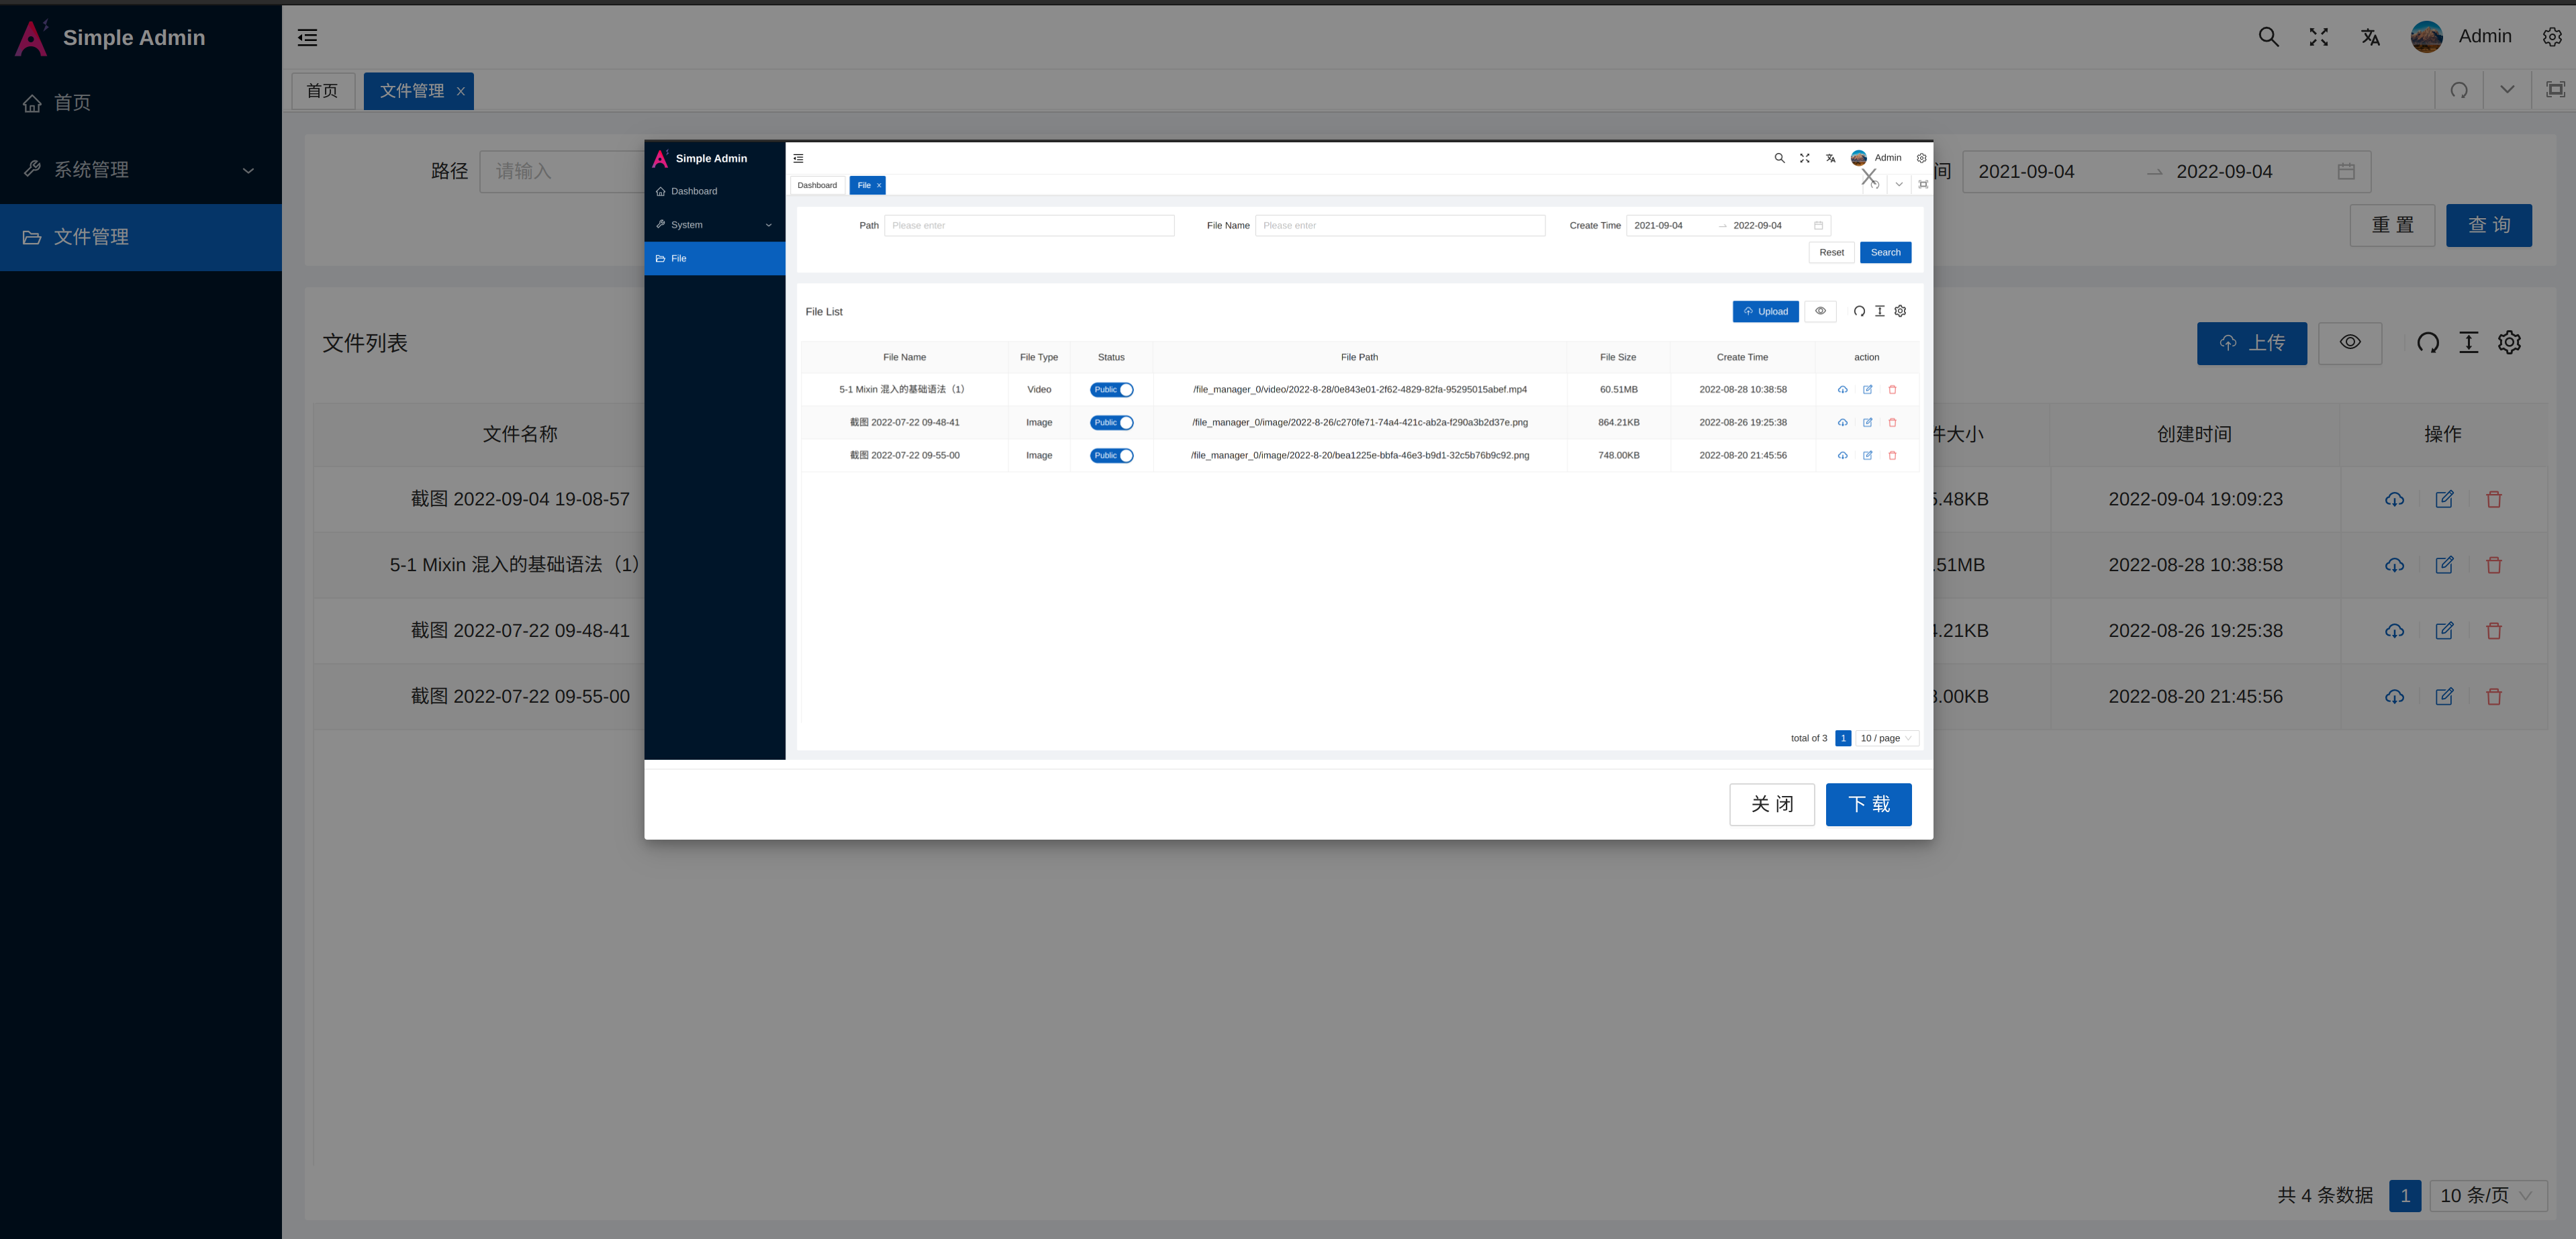 Simple Admin
Admin
首页
系统管理
文件管理
首页
文件管理
路径
请输入
间
2021-09-04
2022-09-04
重 置
查 询
文件列表
上传
文件名称
件大小
创建时间
操作
截图 2022-09-04 19-08-57
.48KB
2022-09-04 19:09:23
5-1 Mixin 混入的基础语法（1）
.51MB
2022-08-28 10:38:58
截图 2022-07-22 09-48-41
.21KB
2022-08-26 19:25:38
截图 2022-07-22 09-55-00
.00KB
2022-08-20 21:45:56
共 4 条数据
1
10 条/页
Simple Admin
Admin
Dashboard
System
File
Dashboard
File
Path
Please enter
File Name
Please enter
Create Time
2021-09-04
2022-09-04
Reset
Search
File List
Upload
File Name
File Type
Status
File Path
File Size
Create Time
action
5-1 Mixin 混入的基础语法（1）
Video
Public
/file_manager_0/video/2022-8-28/0e843e01-2f62-4829-82fa-95295015abef.mp4
60.51MB
2022-08-28 10:38:58
截图 2022-07-22 09-48-41
Image
Public
/file_manager_0/image/2022-8-26/c270fe71-74a4-421c-ab2a-f290a3b2d37e.png
864.21KB
2022-08-26 19:25:38
截图 2022-07-22 09-55-00
Image
Public
/file_manager_0/image/2022-8-20/bea1225e-bbfa-46e3-b9d1-32c5b76b9c92.png
748.00KB
2022-08-20 21:45:56
total of 3
1
10 / page
关 闭
下 载